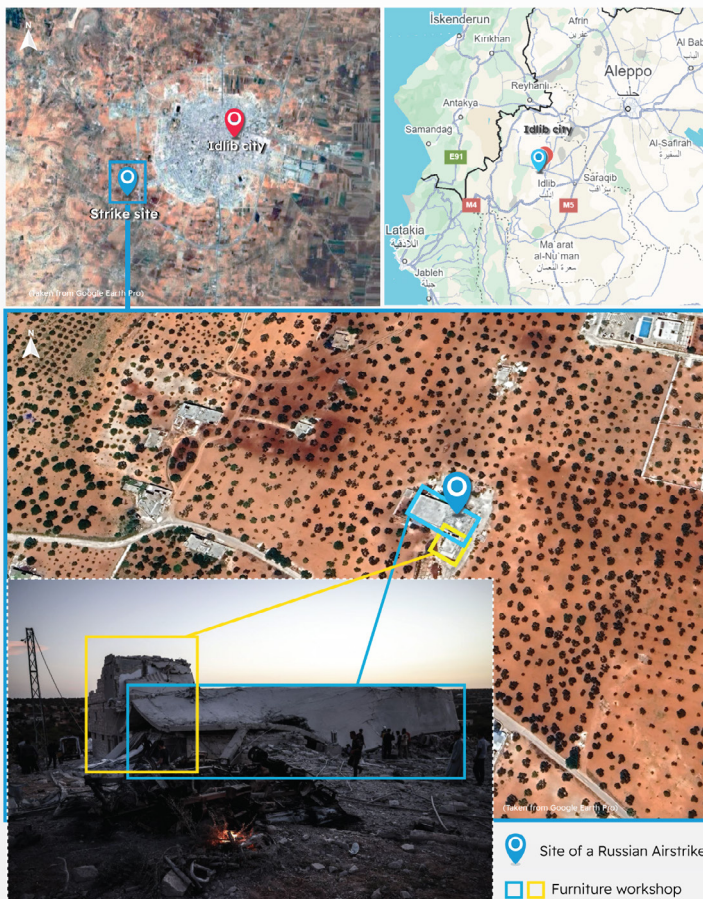 N
Idlib city
Strike site
(Taken from Google Earth Pro)
İskenderun
Kırıkhan
Afrin
عفرين
Al Bab
الباب
Aleppo
حلب
Reyhanlı
Antakya
Samandag
Idlib city
Al-Safirah
السفيرة
E91
Idlib
إدلب
Saraqib
سراقب
M4
M5
Latakia
اللاذقية
Ma'arat
al-Nu'man
معرة النعمان
Jableh
جبلة
N
(Taken from Google Earth Pro)
Site of a Russian Airstrike
Furniture workshop